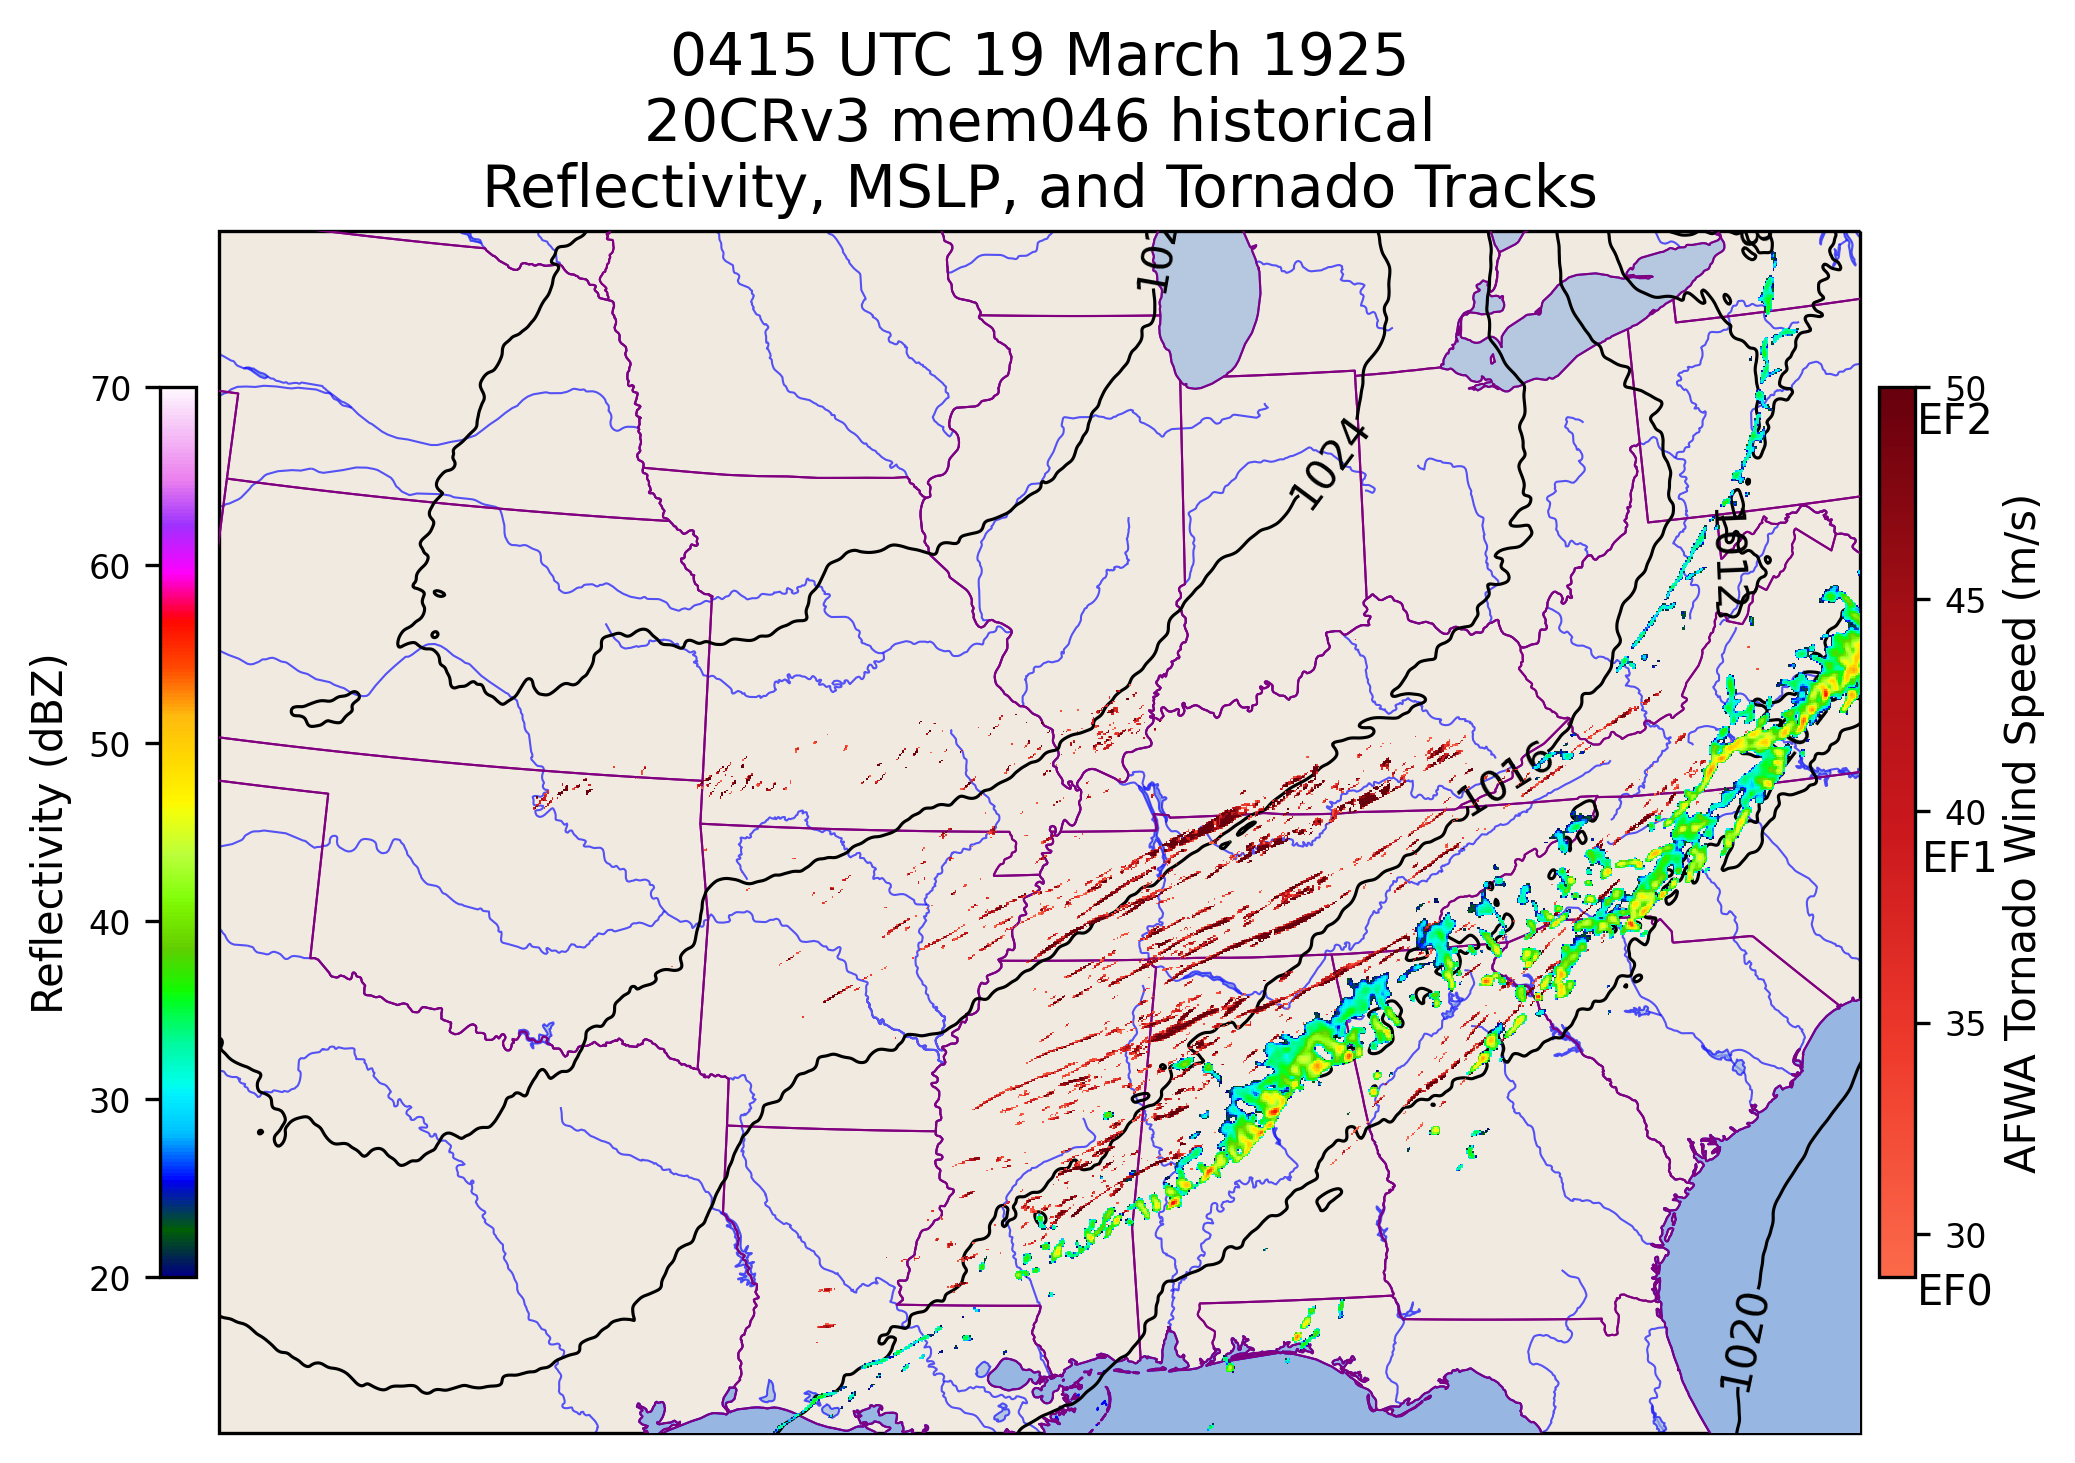 0415 UTC 19 March 1925
20CRv3 mem046 historical
Reflectivity, MSLP, and Tornado Tracks
1024
1016
1012
1020
70
60
50
40
30
20
Reflectivity (dBZ)
50
EF2
45
40
EF1
35
30
EF0
AFWA Tornado Wind Speed (m/s)